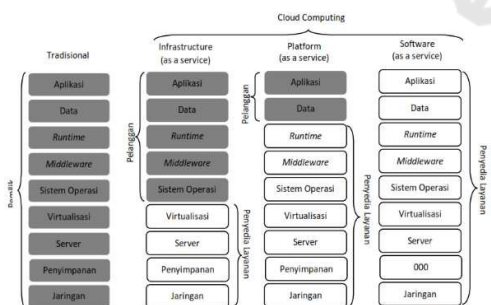 Cloud Computing
Tradisional
Infrastructure
(as a service)
Platform
(as a service)
Software
(as a service)
Aplikasi
Data
Runtime
Middleware
Sistem Operasi
Virtualisasi
Server
Penyimpanan
Jaringan
Pelanggan
Aplikasi
Data
Runtime
Middleware
Sistem Operasi
Virtualisasi
Server
Penyimpanan
Jaringan
Penyedia Layanan
Pelanggan
Aplikasi
Data
Runtime
Middleware
Sistem Operasi
Virtualisasi
Server
Penyimpanan
Jaringan
Penyedia Layanan
Aplikasi
Data
Runtime
Middleware
Sistem Operasi
Virtualisasi
Server
000
Jaringan
Penyedia Layanan